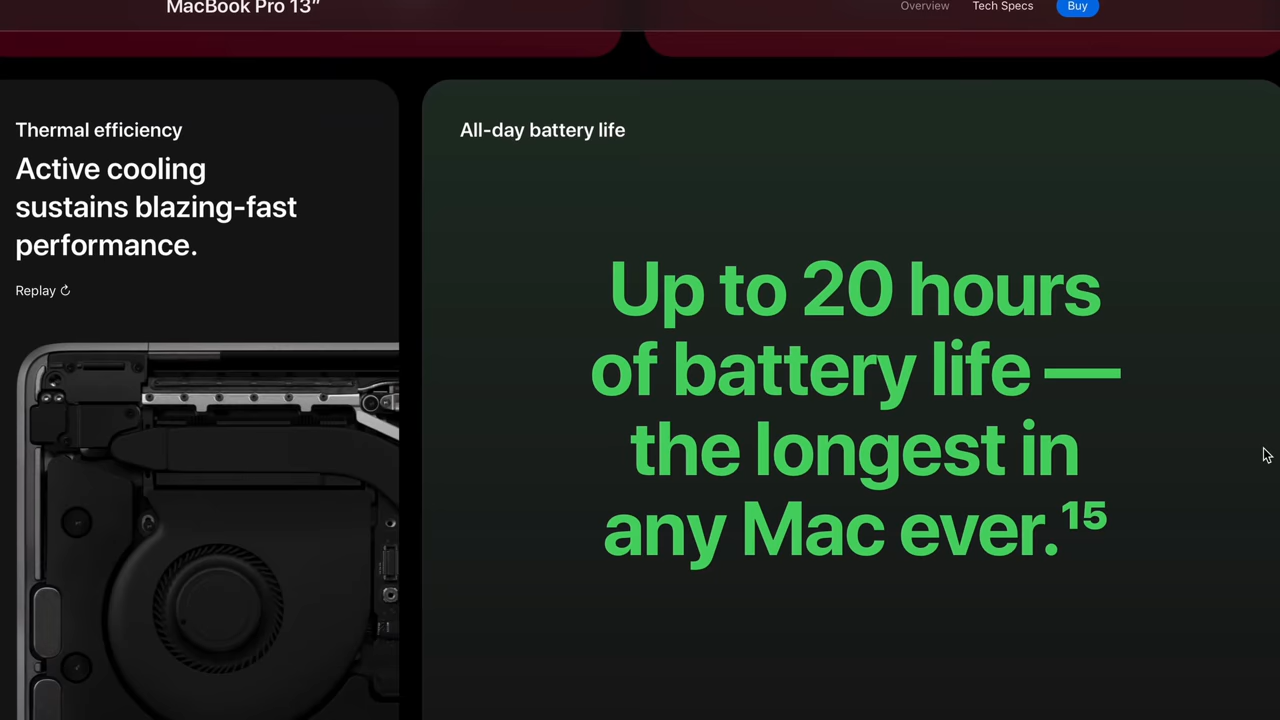 MacBook Pro 13”
Overview
Tech Specs
Buy
Thermal efficiency
Active cooling
sustains blazing-fast
performance.
Replay
All-day battery life
Up to 20 hours
of battery life —
the longest in
any Mac ever.¹⁵